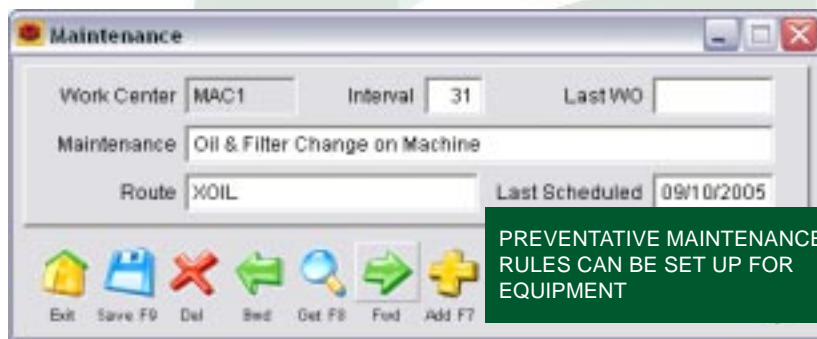 Maintenance
Work Center MAC1 Interval 31 Last WO
Maintenance Oil & Filter Change on Machine
Route XOIL Last Scheduled 09/10/2005
PREVENTATIVE MAINTENANCE
RULES CAN BE SET UP FOR
EQUIPMENT
Exit Save F9 Del Bwd Get F8 Fwd Add F7